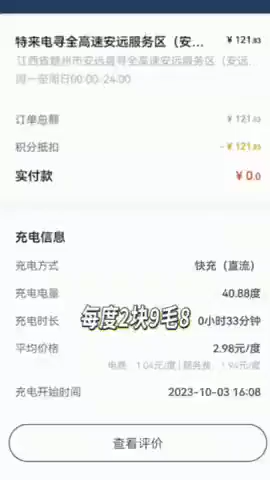 特来电寻全高速安远服务区（安... ￥121.83
江西省赣州市安远县寻全高速安远服务区（安远...
周一至周日00:00-24:00
订单总额 ￥121.83
积分抵扣 -￥121.83
实付款 ￥0.0
充电信息
充电方式 快充（直流）
充电电量 40.88度
充电时长 0小时33分钟
每度2块9毛8
平均价格 2.98元/度
电费 1.04元/度 | 服务费 1.94元/度
充电开始时间 2023-10-03 16:08
查看评价